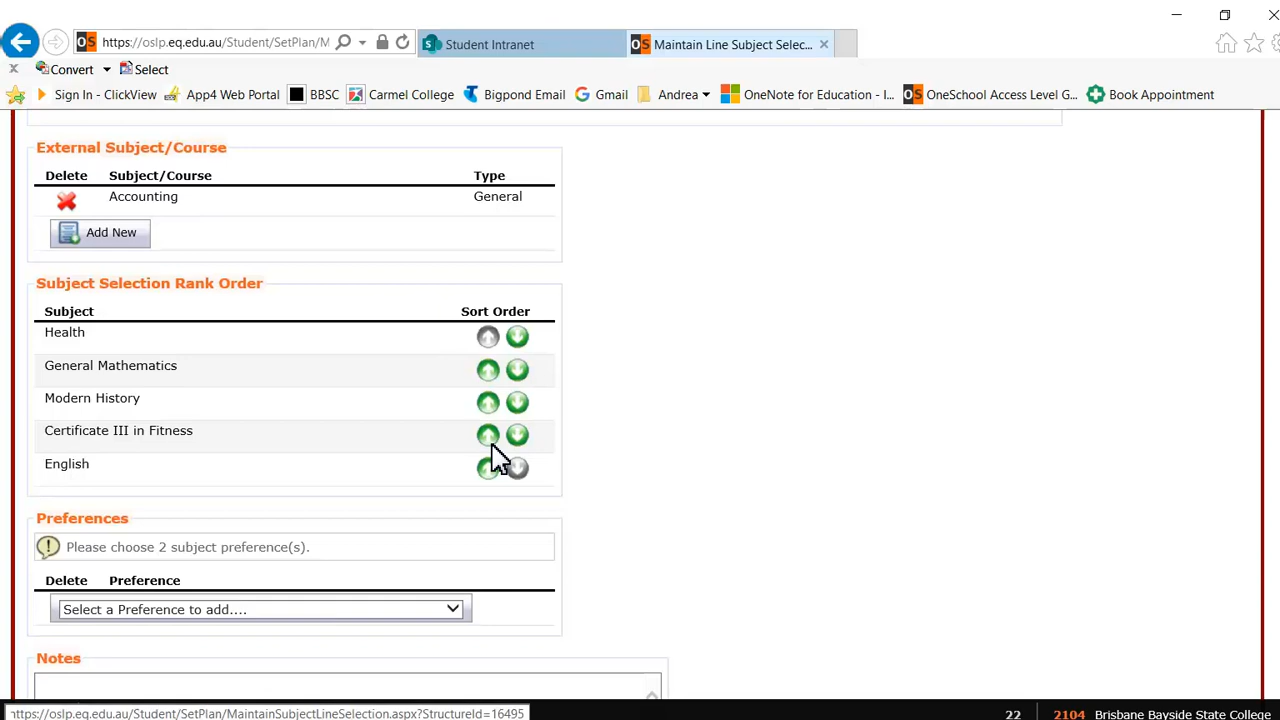 https://oslp.eq.edu.au/Student/SetPlan/M
OS Student Intranet
OS Maintain Line Subject Selec...
x Convert Select
Sign In - ClickView App4 Web Portal BBSC Carmel College Bigpond Email Gmail Andrea OneNote for Education - I... OS OneSchool Access Level G... Book Appointment
External Subject/Course
Delete Subject/Course Type
Accounting General
Add New
Subject Selection Rank Order
Subject Sort Order
Health
General Mathematics
Modern History
Certificate III in Fitness
English
Preferences
Please choose 2 subject preference(s).
Delete Preference
Select a Preference to add....
Notes
https://oslp.eq.edu.au/Student/SetPlan/MaintainSubjectLineSelection.aspx?StructureId=16495
22 2104 Brisbane Bayside State College